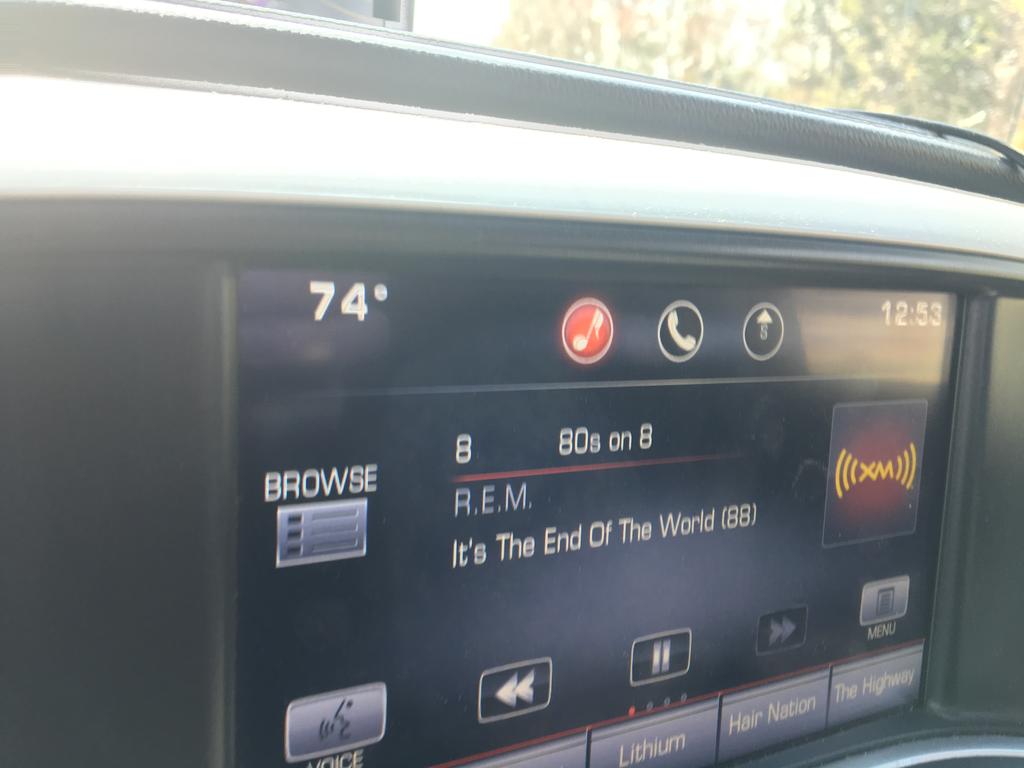 74°
S
12:53
8 80s on 8
(((XM)))
BROWSE
R.E.M.
It's The End Of The World (88)
MENU
VOICE
Lithium
Hair Nation
The Highway